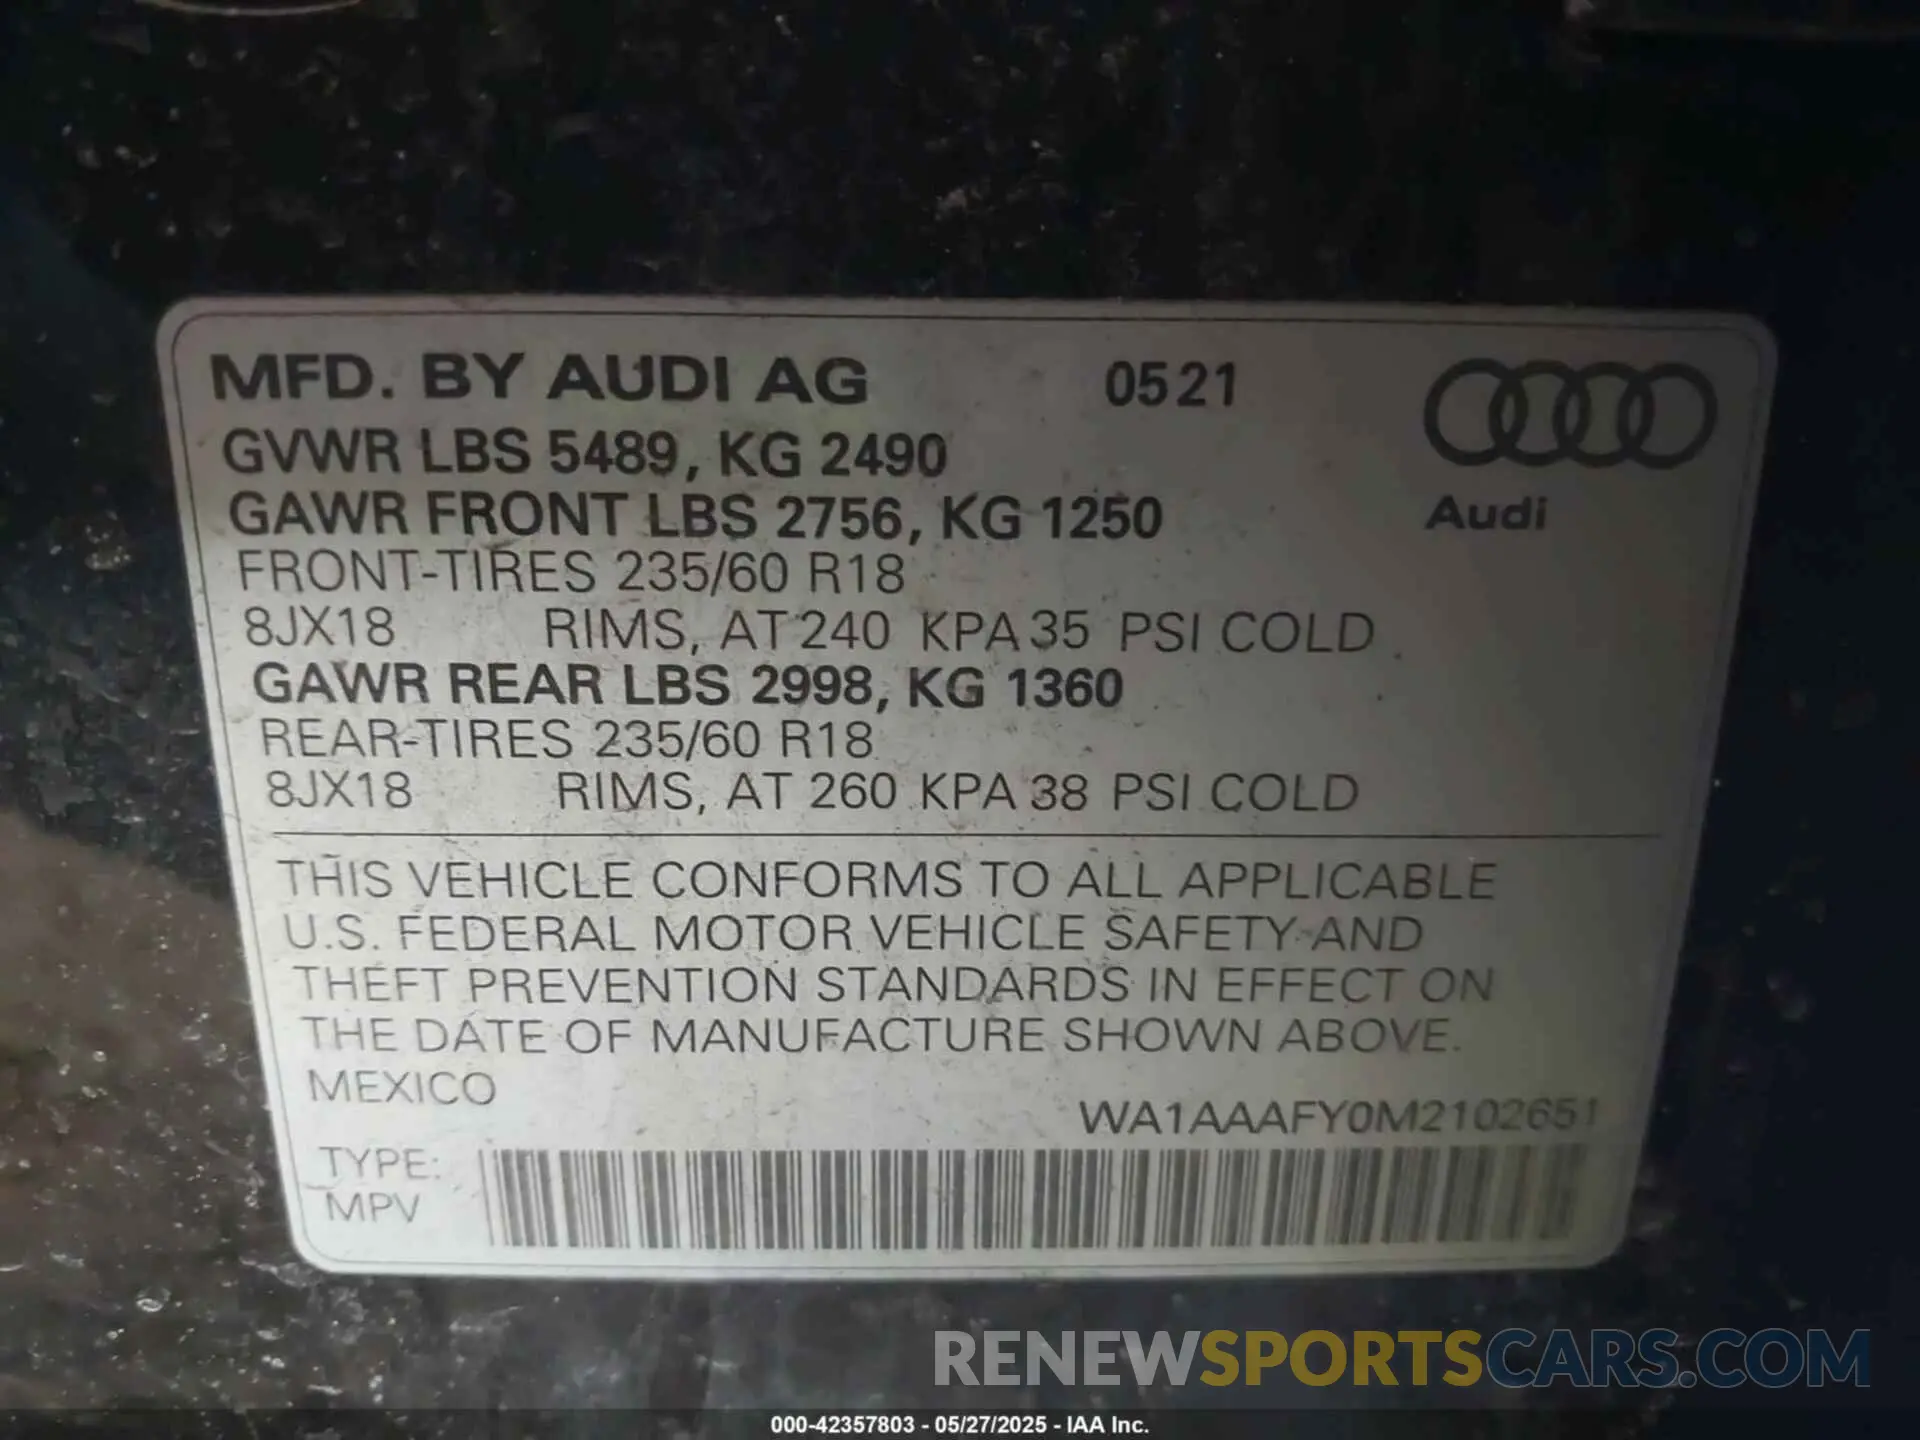 MFD. BY AUDI AG 0521
GVWR LBS 5489, KG 2490
GAWR FRONT LBS 2756, KG 1250
Audi
FRONT-TIRES 235/60 R18
8JX18 RIMS, AT 240 KPA 35 PSI COLD
GAWR REAR LBS 2998, KG 1360
REAR-TIRES 235/60 R18
8JX18 RIMS, AT 260 KPA 38 PSI COLD
THIS VEHICLE CONFORMS TO ALL APPLICABLE
U.S. FEDERAL MOTOR VEHICLE SAFETY AND
THEFT PREVENTION STANDARDS IN EFFECT ON
THE DATE OF MANUFACTURE SHOWN ABOVE.
MEXICO
WA1AAAFY0M2102651
TYPE:
MPV
RENEWSPORTSCARS.COM
000-42357803 - 05/27/2025 - IAA Inc.